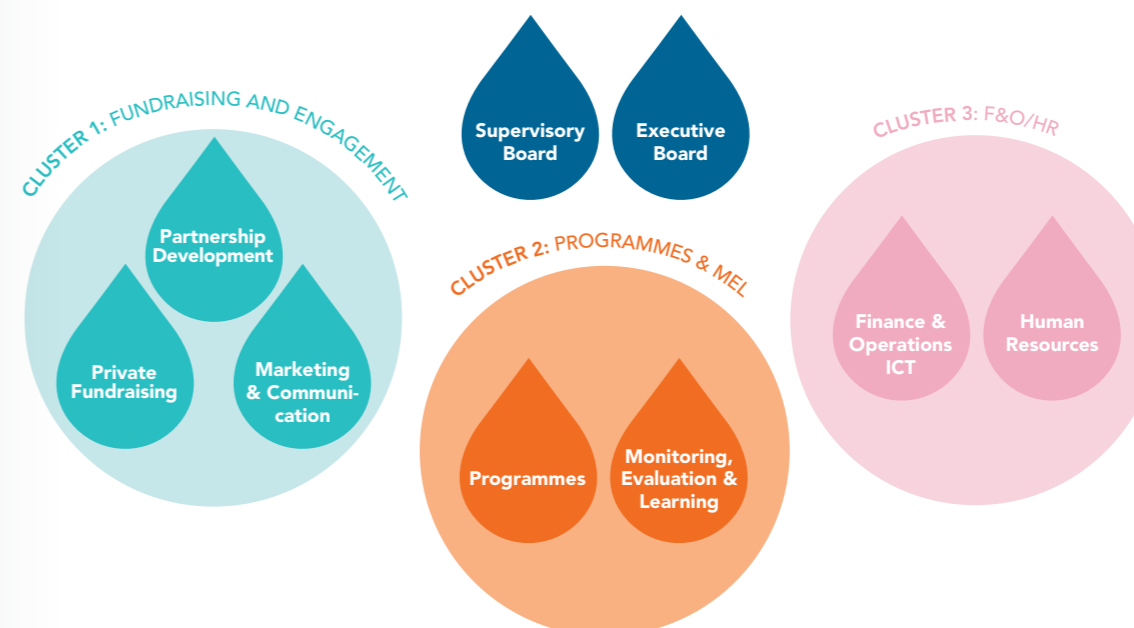 Supervisory
Board
Executive
Board
CLUSTER 1: FUNDRAISING AND ENGAGEMENT
Partnership
Development
Private
Fundraising
Marketing
& Communi-
cation
CLUSTER 2: PROGRAMMES & MEL
Programmes
Monitoring,
Evaluation &
Learning
CLUSTER 3: F&O/HR
Finance &
Operations
ICT
Human
Resources